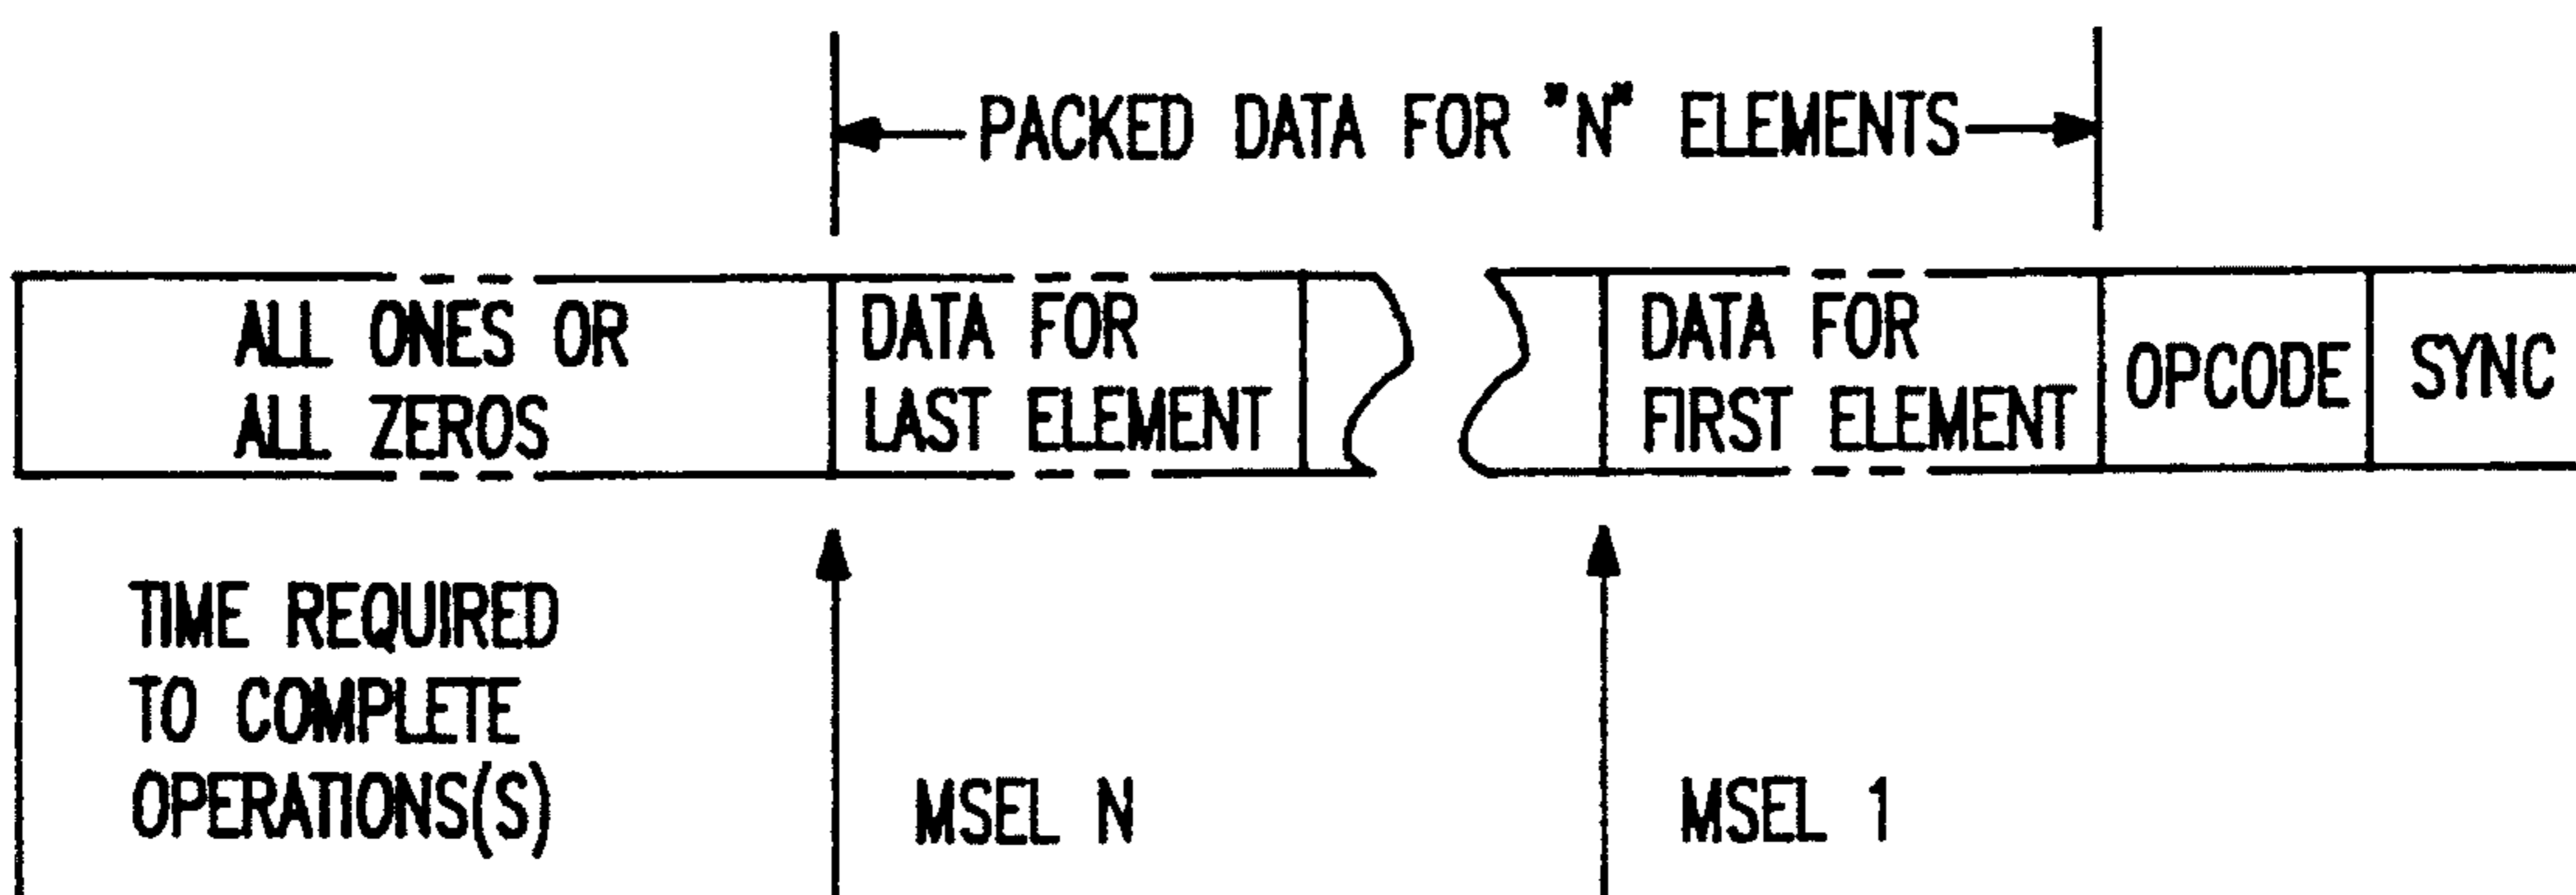 PACKED DATA FOR "N" ELEMENTS
ALL ONES OR
ALL ZEROS
DATA FOR
LAST ELEMENT
DATA FOR
FIRST ELEMENT
OPCODE
SYNC
TIME REQUIRED
TO COMPLETE
OPERATIONS(S)
MSEL N
MSEL 1